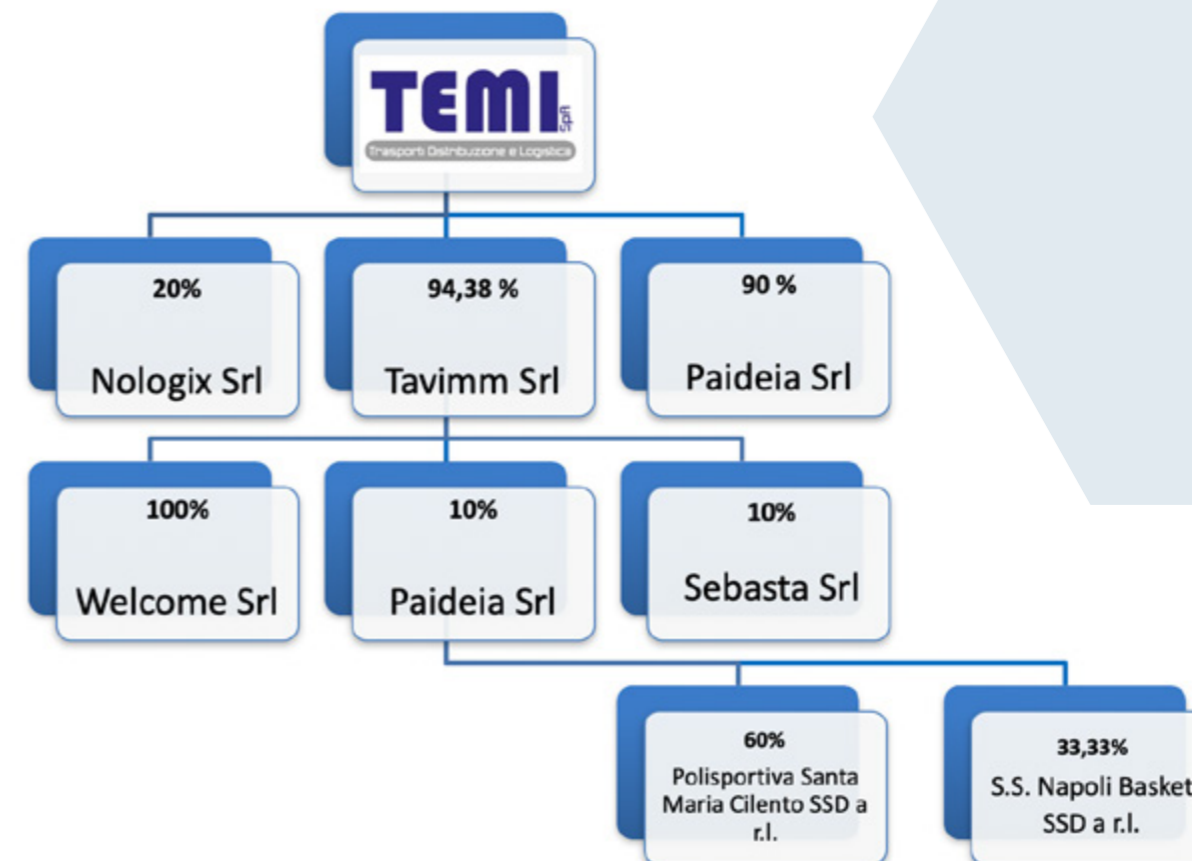 TEMI SpA
Trasporti Distribuzione e Logistica
20%
Nologix Srl
94,38 %
Tavimm Srl
90 %
Paideia Srl
100%
Welcome Srl
10%
Paideia Srl
10%
Sebasta Srl
60%
Polisportiva Santa
Maria Cilento SSD a
r.l.
33,33%
S.S. Napoli Basket
SSD a r.l.